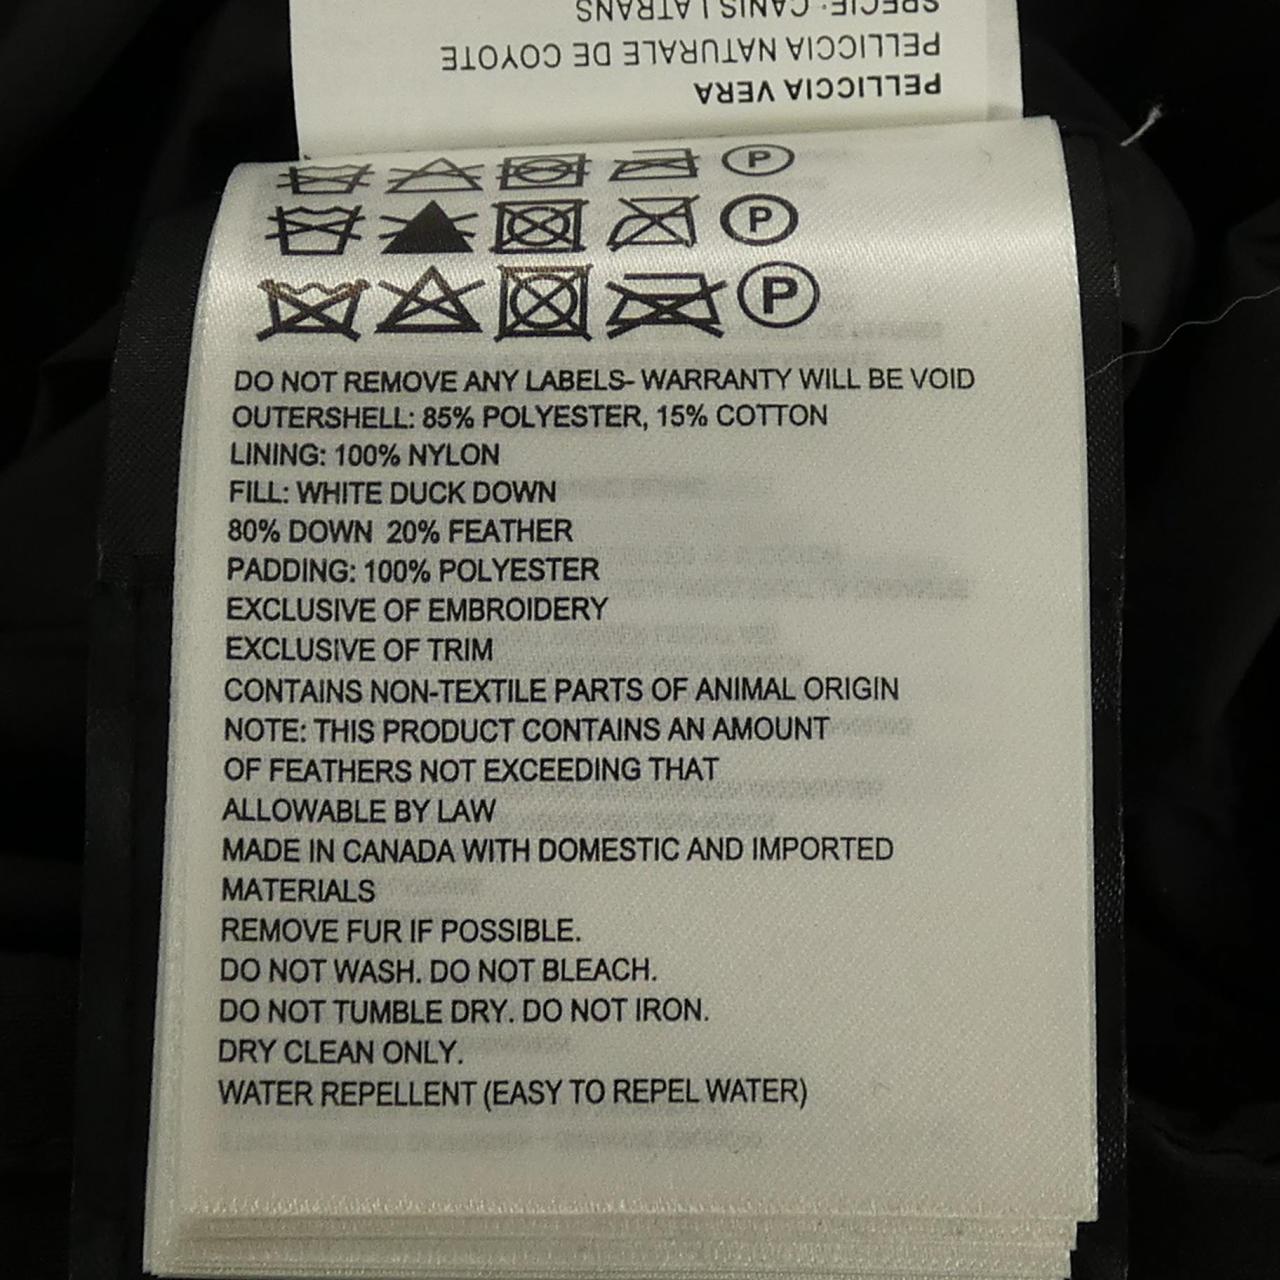 SPECIE: CANIS LATRANS
PELLICCIA NATURALE DE COYOTE
PELLICCIA VERA
P
P
P
DO NOT REMOVE ANY LABELS- WARRANTY WILL BE VOID
OUTERSHELL: 85% POLYESTER, 15% COTTON
LINING: 100% NYLON
FILL: WHITE DUCK DOWN
80% DOWN 20% FEATHER
PADDING: 100% POLYESTER
EXCLUSIVE OF EMBROIDERY
EXCLUSIVE OF TRIM
CONTAINS NON-TEXTILE PARTS OF ANIMAL ORIGIN
NOTE: THIS PRODUCT CONTAINS AN AMOUNT
OF FEATHERS NOT EXCEEDING THAT
ALLOWABLE BY LAW
MADE IN CANADA WITH DOMESTIC AND IMPORTED
MATERIALS
REMOVE FUR IF POSSIBLE.
DO NOT WASH. DO NOT BLEACH.
DO NOT TUMBLE DRY. DO NOT IRON.
DRY CLEAN ONLY.
WATER REPELLENT (EASY TO REPEL WATER)